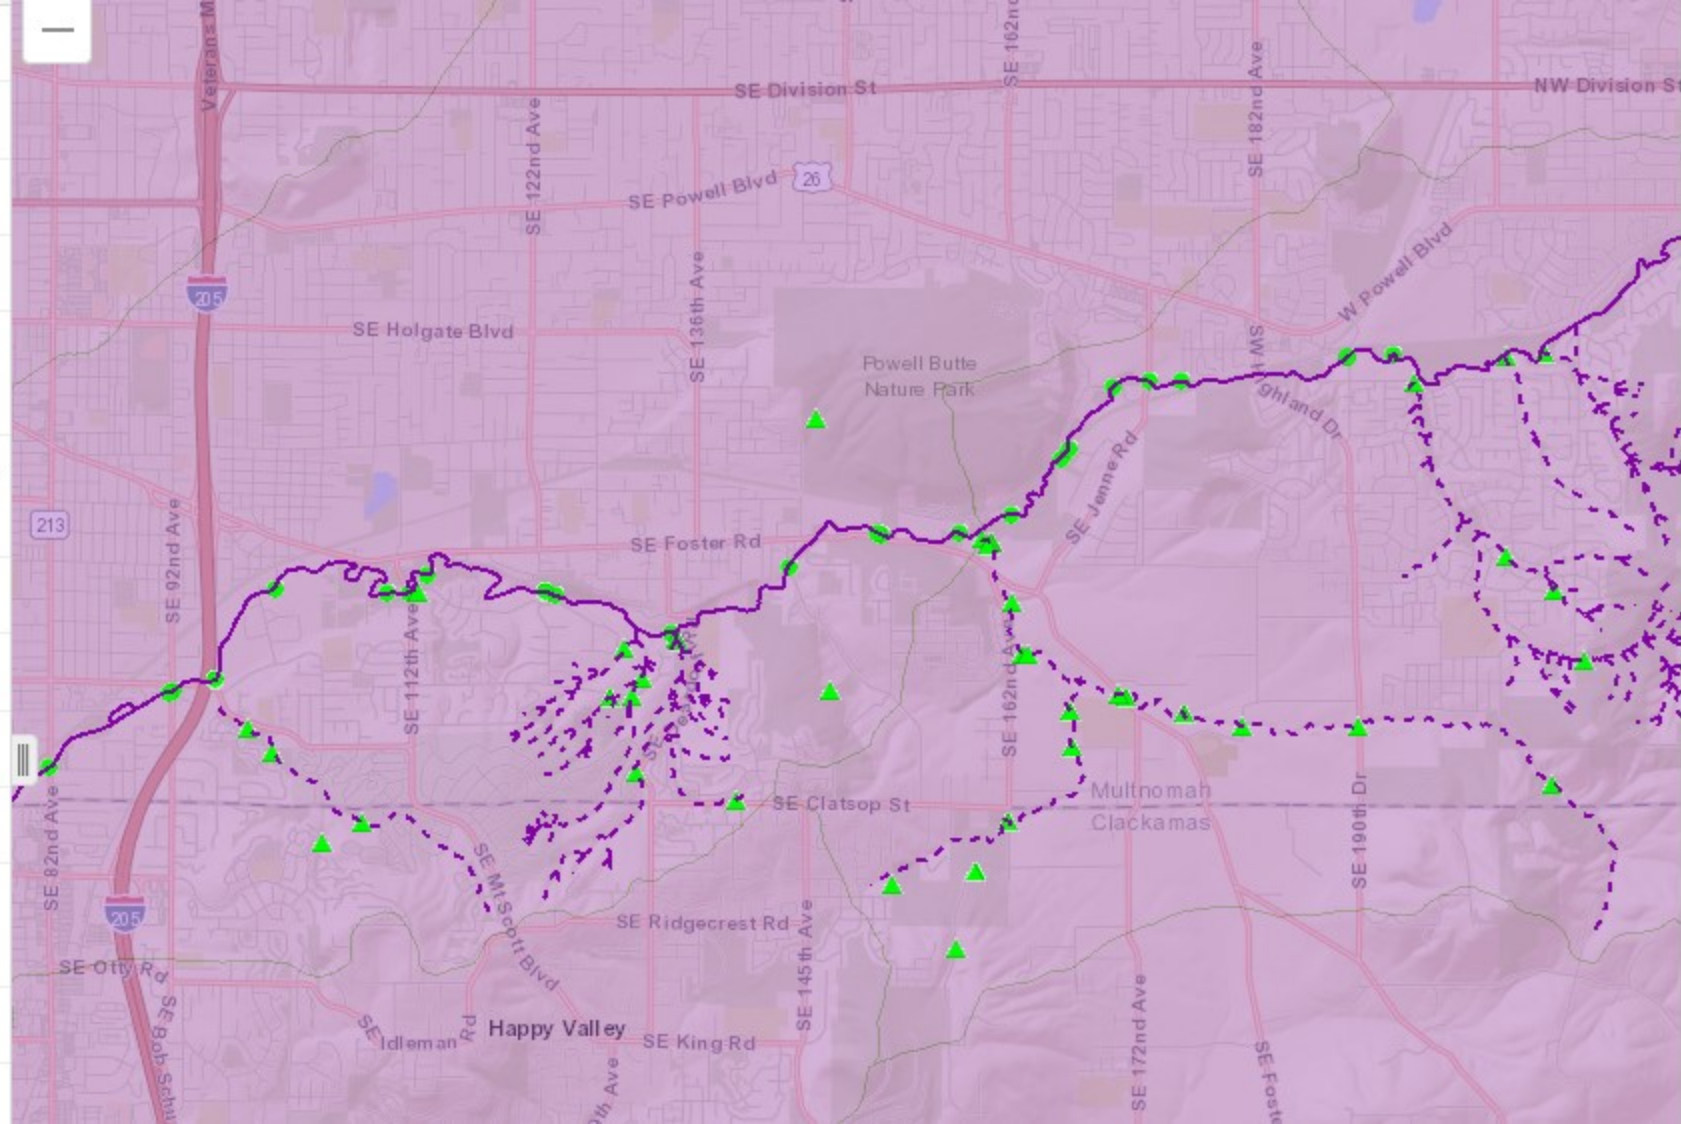 Veterans M
SE 162nd
SE Division St
NW Division St
SE 122nd Ave
SE 182nd Ave
SE Powell Blvd
26
W Powell Blvd
205
SE Holgate Blvd
SE 136th Ave
Powell Butte
Nature Park
SW Highland Dr
SE Jenne Rd
213
SE 92nd Ave
SE Foster Rd
SE 112th Ave
SE 162nd Ave
SE 82nd Ave
SE Clatsop St
Multnomah
Clackamas
SE 190th Dr
SE Mt Scott Blvd
205
SE Ridgecrest Rd
SE 145th Ave
SE Otty Rd
SE 172nd Ave
SE Idleman Rd
Happy Valley
SE King Rd
SE Bob Schu
9th Ave
SE Foste